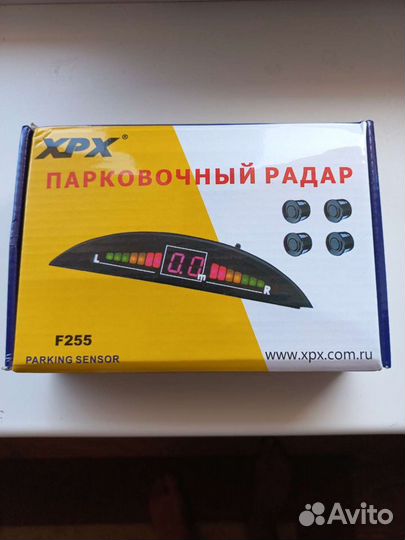 XPX®
ПАРКОВОЧНЫЙ РАДАР
L 0.0 m R
F255
PARKING SENSOR
www.xpx.com.ru
Avito